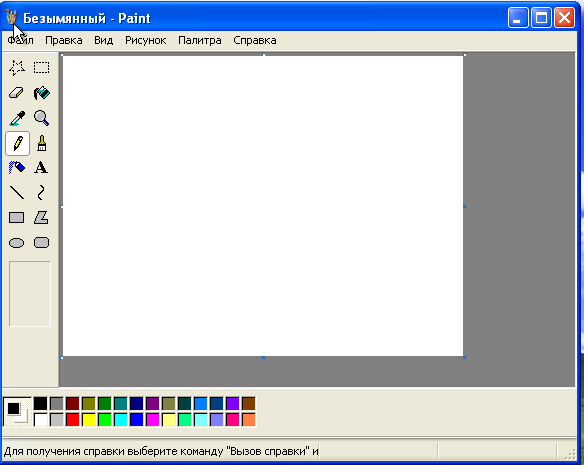 Безымянный - Paint
Файл Правка Вид Рисунок Палитра Справка
A
Для получения справки выберите команду "Вызов справки" и